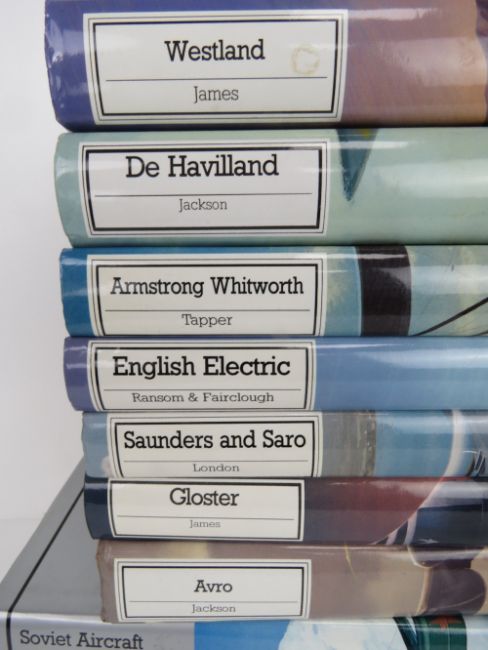 Westland
James
De Havilland
Jackson
Armstrong Whitworth
Tapper
English Electric
Ransom & Fairclough
Saunders and Saro
London
Gloster
James
Avro
Jackson
Soviet Aircraft